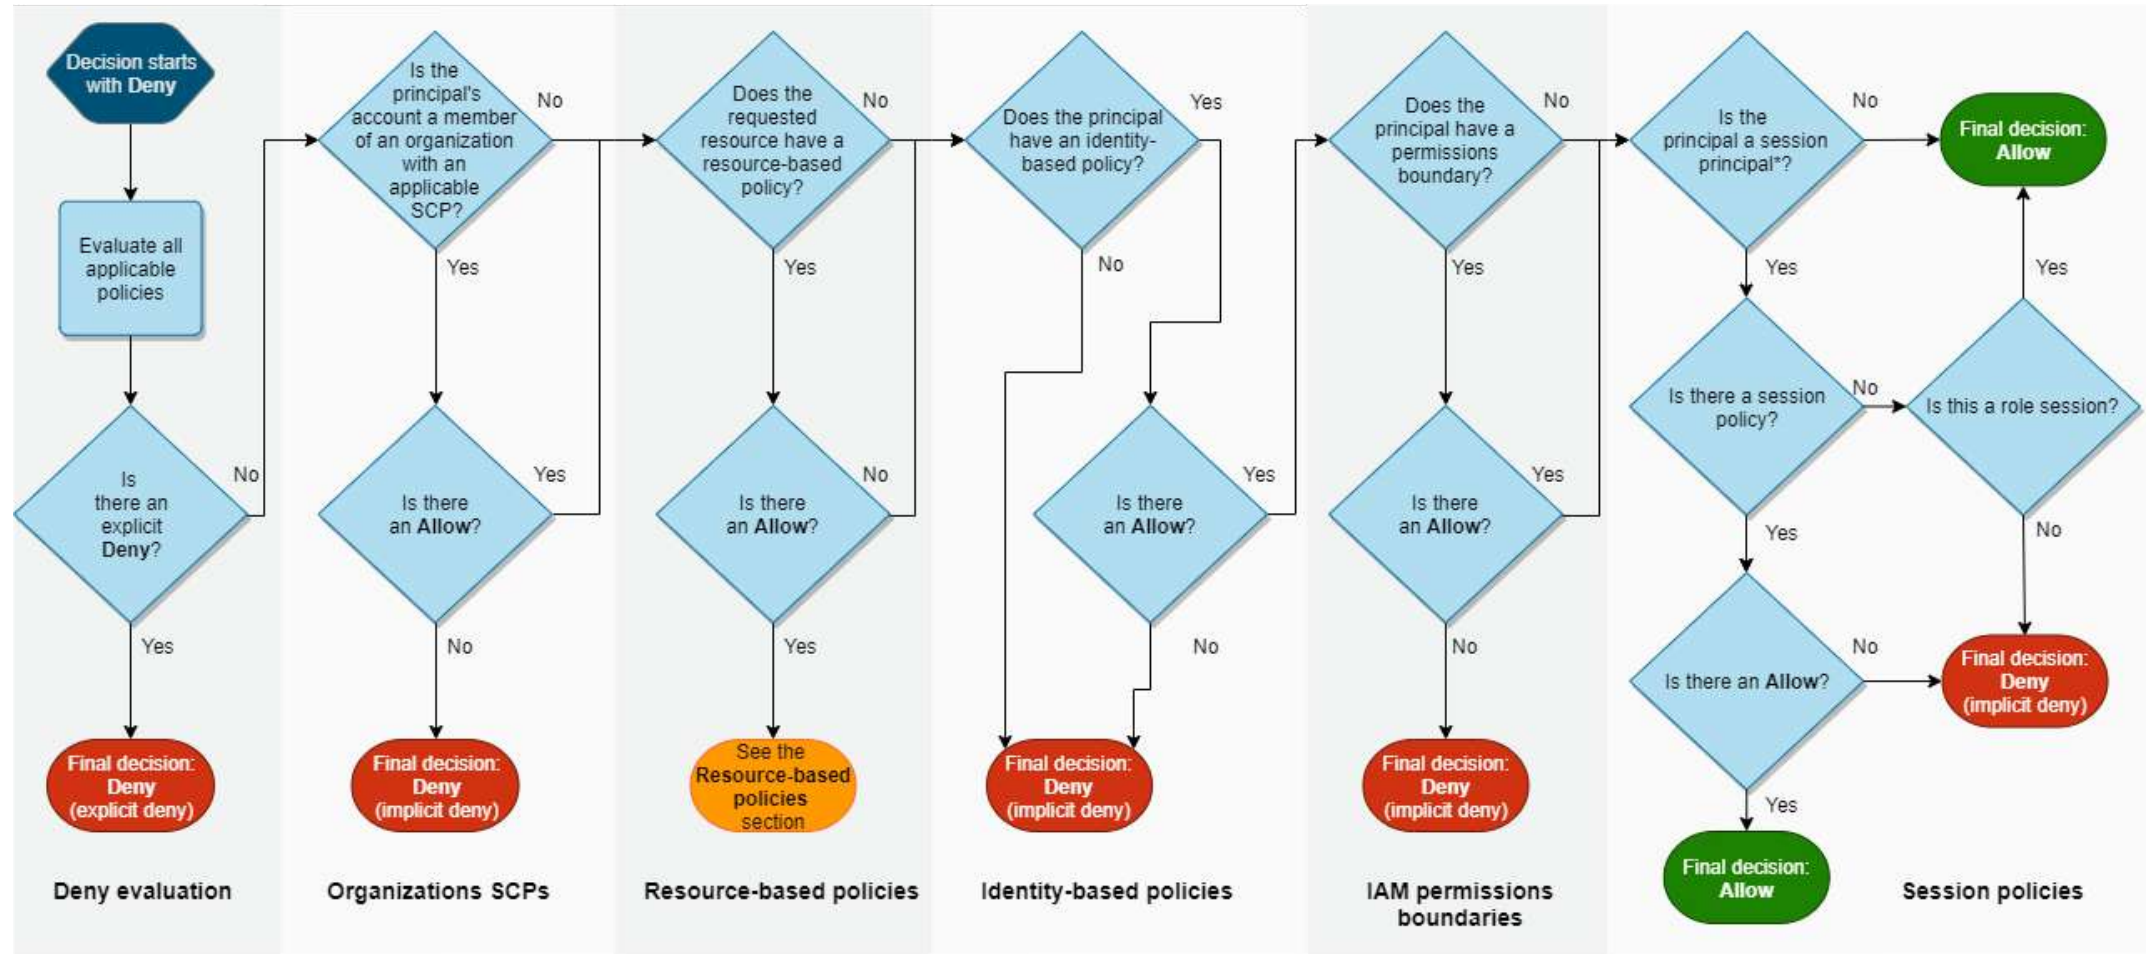 Decision starts
with Deny
Evaluate all
applicable
policies
Is
there an
explicit
Deny?
No
Yes
Final decision:
Deny
(explicit deny)
Deny evaluation
Is the
principal's
account a member
of an organization
with an
applicable
SCP?
No
Yes
Is there
an Allow?
Yes
No
Final decision:
Deny
(implicit deny)
Organizations SCPs
Does the
requested
resource have a
resource-based
policy?
No
Yes
Is there
an Allow?
No
Yes
See the
Resource-based
policies
section
Resource-based policies
Does the principal
have an identity-
based policy?
Yes
No
Is there
an Allow?
Yes
No
Final decision:
Deny
(implicit deny)
Identity-based policies
Does the
principal have a
permissions
boundary?
No
Yes
Is there
an Allow?
Yes
No
Final decision:
Deny
(implicit deny)
IAM permissions
boundaries
Is the
principal a session
principal*?
No
Final decision:
Allow
Yes
Yes
Is there a session
policy?
No
Is this a role session?
Yes
No
Is there an Allow?
No
Final decision:
Deny
(implicit deny)
Yes
Final decision:
Allow
Session policies